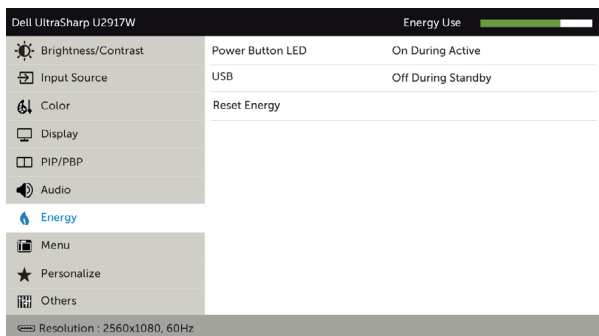 Dell UltraSharp U2917W Energy Use
Brightness/Contrast Power Button LED On During Active
Input Source USB Off During Standby
Color Reset Energy
Display
PIP/PBP
Audio
Energy
Menu
Personalize
Others
Resolution : 2560x1080, 60Hz